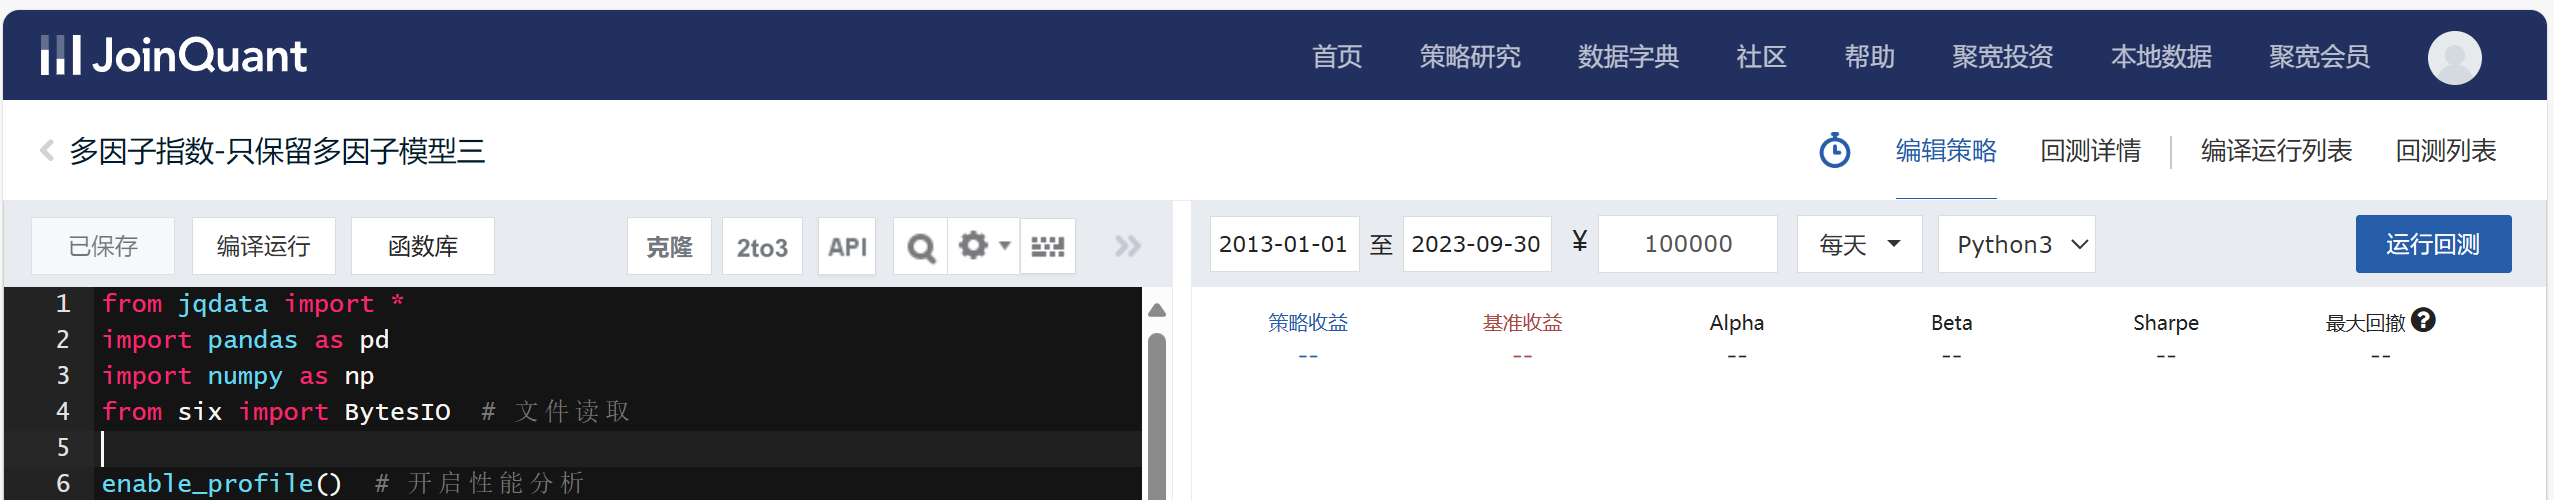 JoinQuant 首页 策略研究 数据字典 社区 帮助 聚宽投资 本地数据 聚宽会员
多因子指数-只保留多因子模型三 编辑策略 回测详情 编译运行列表 回测列表
已保存 编译运行 函数库 克隆 2to3 API 2013-01-01 至 2023-09-30 ¥ 100000 每天 Python3 运行回测
1 from jqdata import *
2 import pandas as pd
3 import numpy as np
4 from six import BytesIO # 文件读取
5
6 enable_profile() # 开启性能分析
策略收益 基准收益 Alpha Beta Sharpe 最大回撤 ?
-- -- -- -- -- --